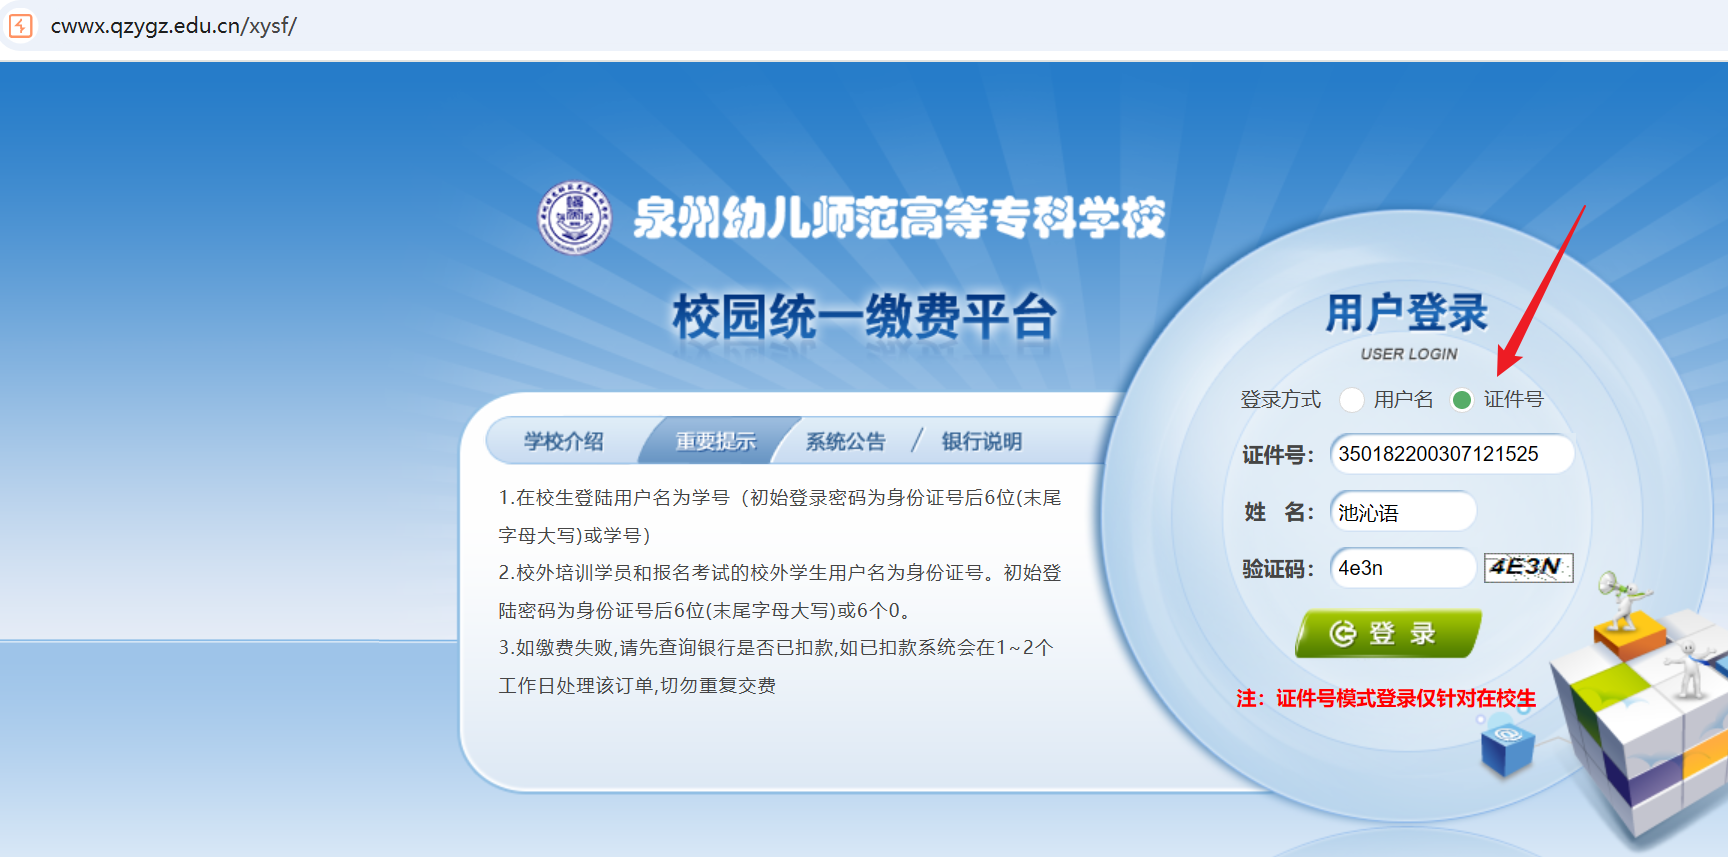 cwwx.qzygz.edu.cn/xysf/
泉州幼儿师范高等专科学校
校园统一缴费平台
学校介绍 重要提示 系统公告 / 银行说明
1.在校生登陆用户名为学号（初始登录密码为身份证号后6位(末尾
字母大写)或学号）
2.校外培训学员和报名考试的校外学生用户名为身份证号。初始登
陆密码为身份证号后6位(末尾字母大写)或6个0。
3.如缴费失败,请先查询银行是否已扣款,如已扣款系统会在1~2个
工作日处理该订单,切勿重复交费
用户登录
USER LOGIN
登录方式 用户名 证件号
证件号： 350182200307121525
姓 名： 池沁语
验证码： 4e3n 4E3N
登 录
注：证件号模式登录仅针对在校生
@